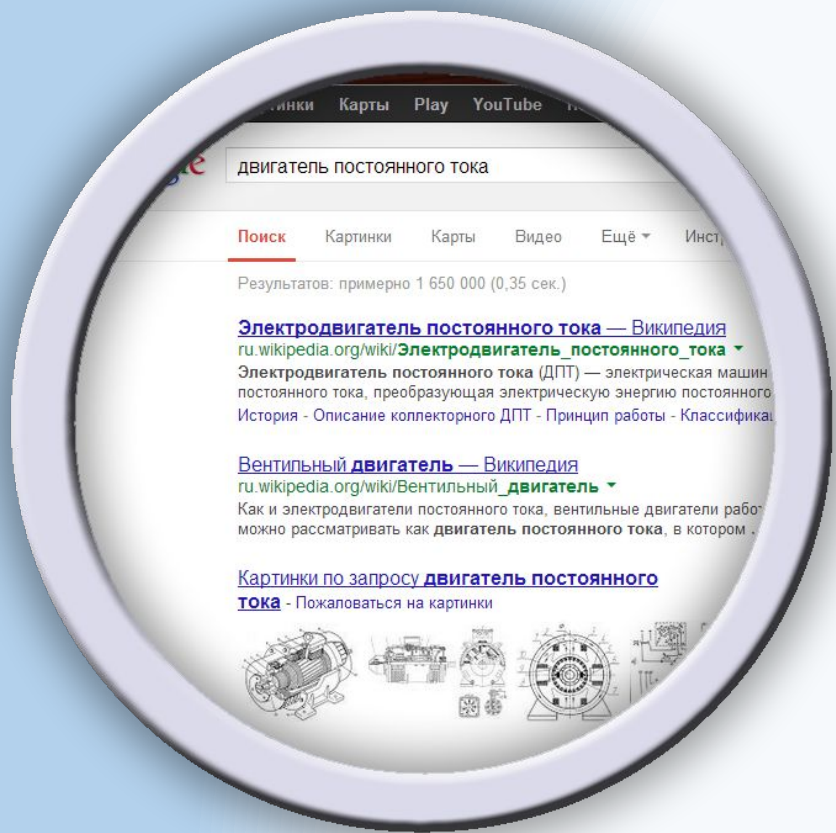 Карты Play YouTube
двигатель постоянного тока
Поиск Картинки Карты Видео Ещё
Результатов: примерно 1 650 000 (0,35 сек.)
Электродвигатель постоянного тока — Википедия
ru.wikipedia.org/wiki/Электродвигатель_постоянного_тока
Электродвигатель постоянного тока (ДПТ) — электрическая машин
постоянного тока, преобразующая электрическую энергию постоянного
История - Описание коллекторного ДПТ - Принцип работы -
Вентильный двигатель — Википедия
ru.wikipedia.org/wiki/Вентильный_двигатель
Как и электродвигатели постоянного тока, вентильные двигатели
можно рассматривать как двигатель постоянного тока, в котором
Картинки по запросу двигатель постоянного
тока - Пожаловаться на картинки